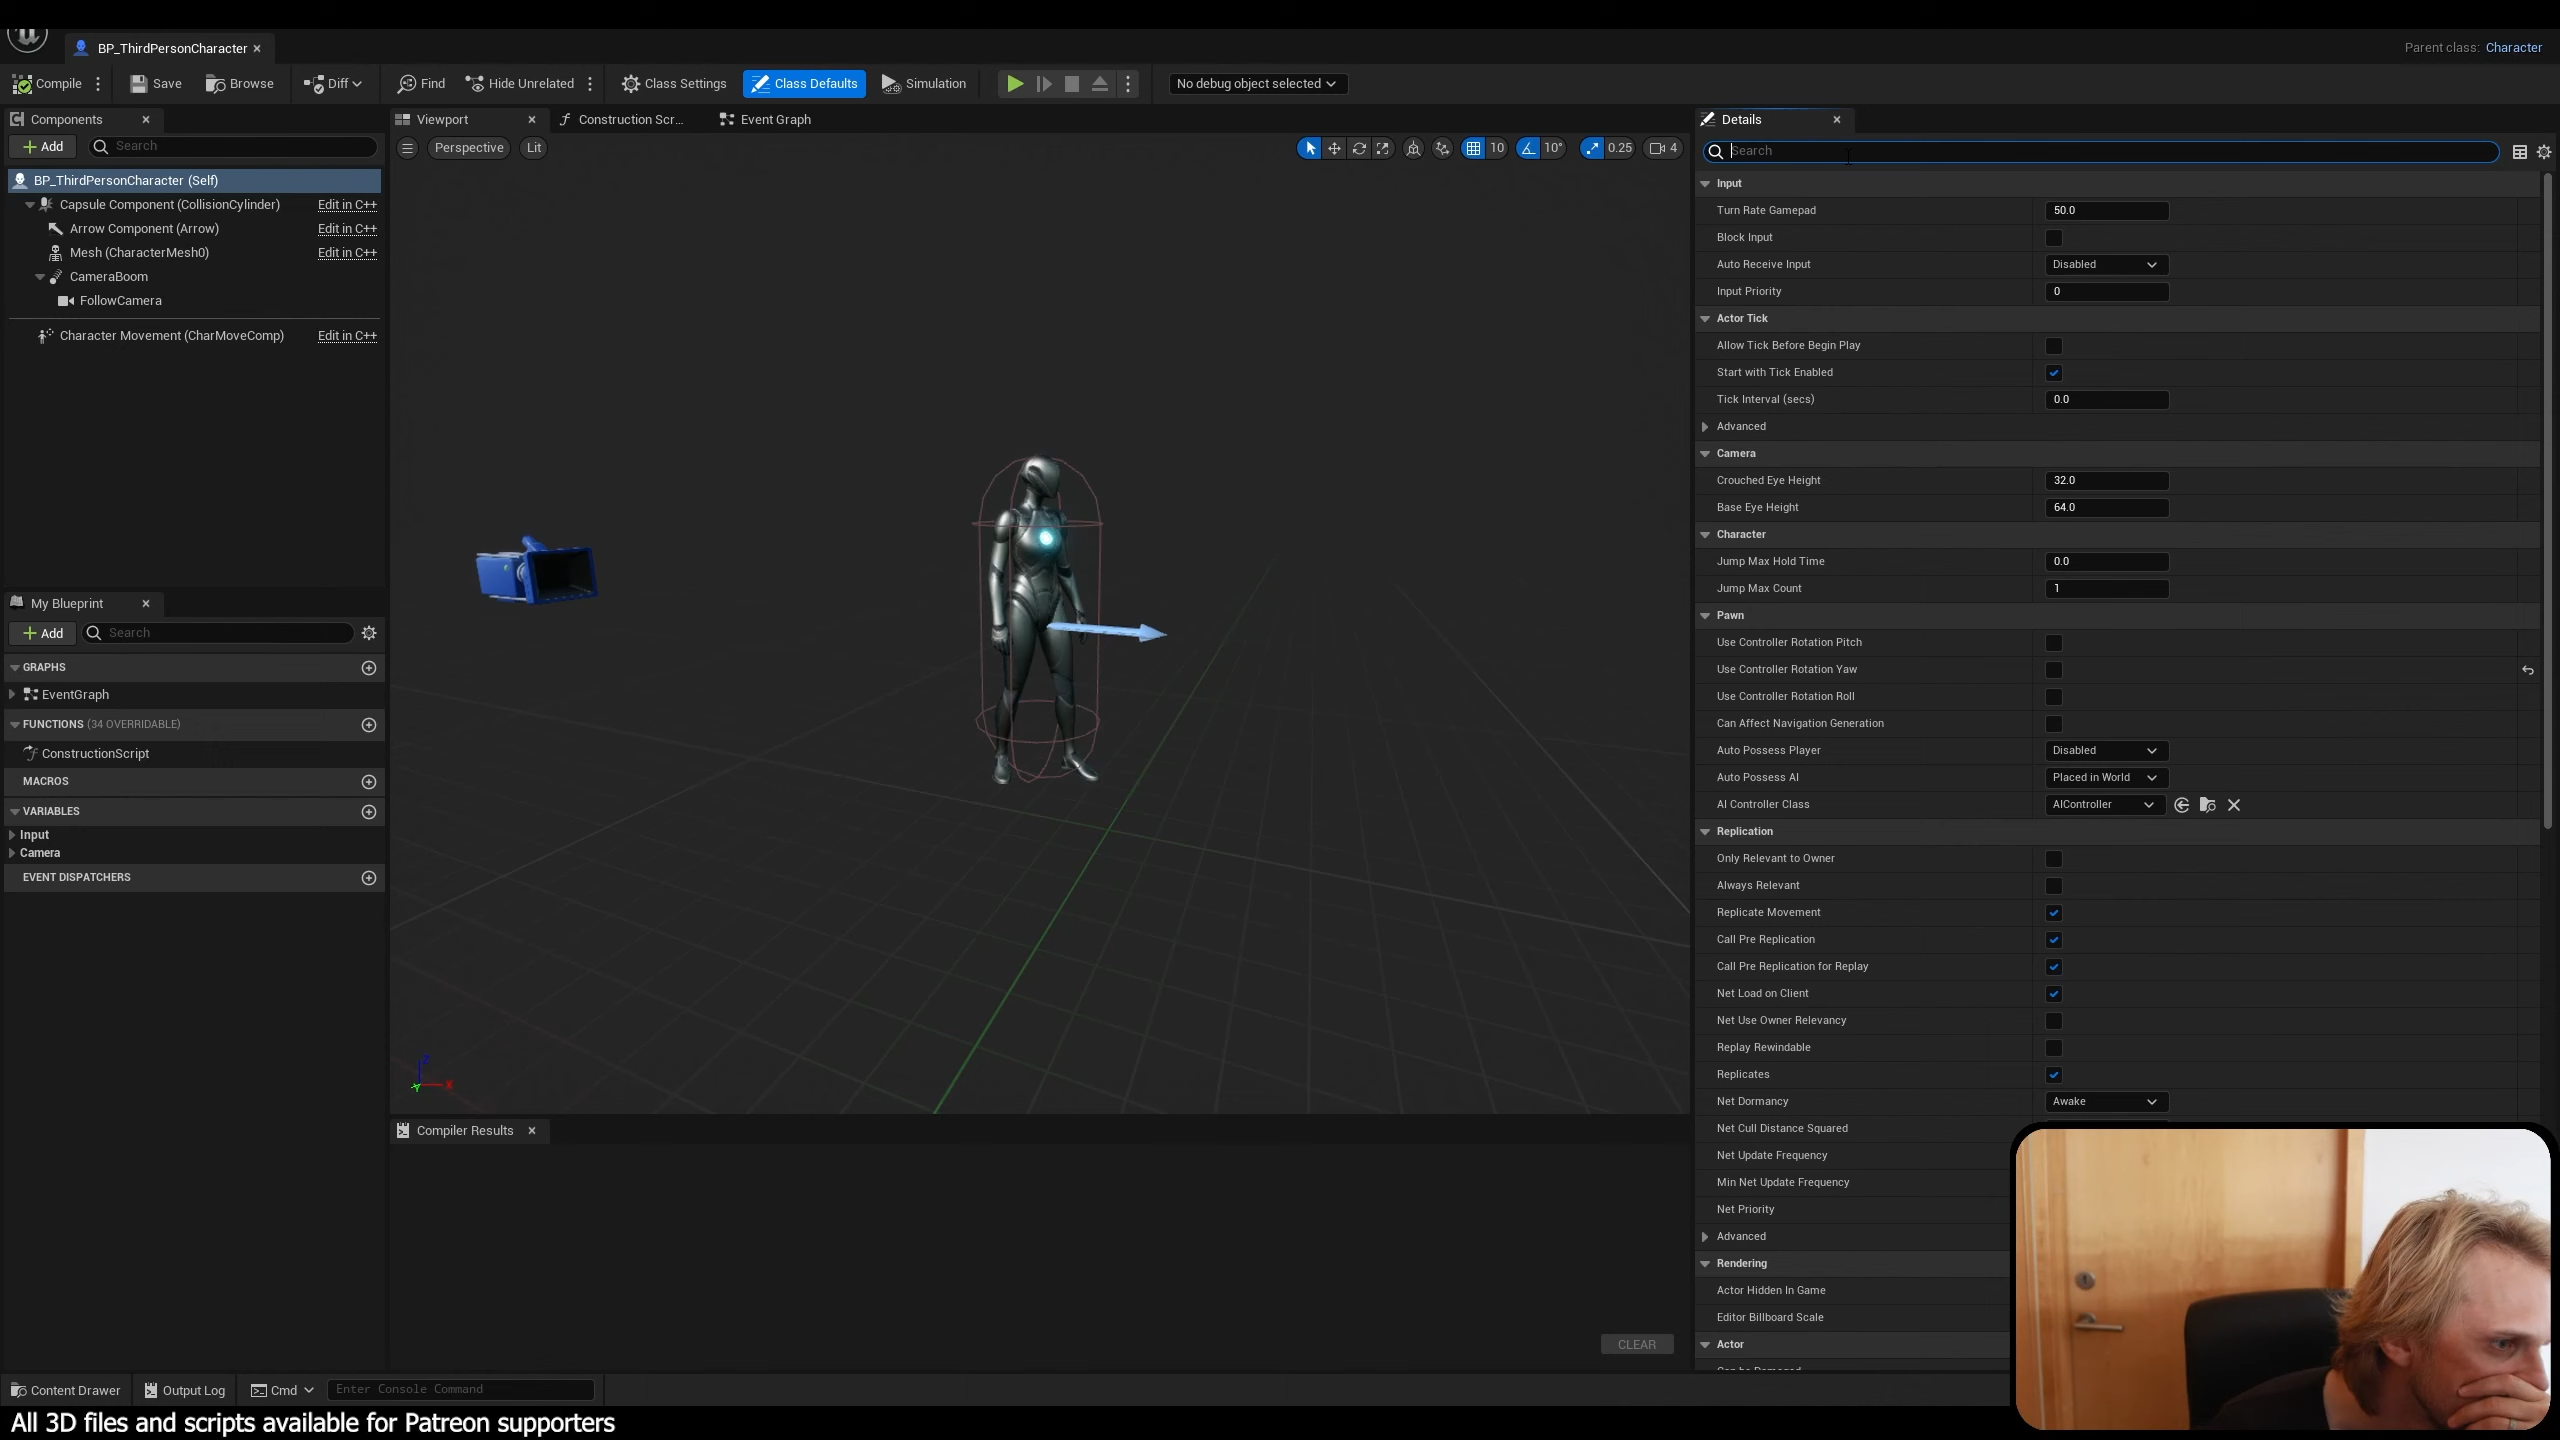 BP_ThirdPersonCharacter
Parent class: Character
Compile
Save
Browse
Diff
Find
Hide Unrelated
Class Settings
Class Defaults
Simulation
No debug object selected
Components
Add
Search
BP_ThirdPersonCharacter (Self)
Capsule Component (CollisionCylinder) Edit in C++
Arrow Component (Arrow) Edit in C++
Mesh (CharacterMesh0) Edit in C++
CameraBoom
FollowCamera
Character Movement (CharMoveComp) Edit in C++
My Blueprint
Add
Search
GRAPHS
EventGraph
FUNCTIONS (34 OVERRIDABLE)
ConstructionScript
MACROS
VARIABLES
Input
Camera
EVENT DISPATCHERS
Viewport
Construction Scr...
Event Graph
Perspective
Lit
10
10°
0.25
4
Z
X
Y
Compiler Results
CLEAR
Details
Search
Input
Turn Rate Gamepad 50.0
Block Input
Auto Receive Input Disabled
Input Priority 0
Actor Tick
Allow Tick Before Begin Play
Start with Tick Enabled
Tick Interval (secs) 0.0
Advanced
Camera
Crouched Eye Height 32.0
Base Eye Height 64.0
Character
Jump Max Hold Time 0.0
Jump Max Count 1
Pawn
Use Controller Rotation Pitch
Use Controller Rotation Yaw
Use Controller Rotation Roll
Can Affect Navigation Generation
Auto Possess Player Disabled
Auto Possess AI Placed in World
AI Controller Class AIController
Replication
Only Relevant to Owner
Always Relevant
Replicate Movement
Call Pre Replication
Call Pre Replication for Replay
Net Load on Client
Net Use Owner Relevancy
Replay Rewindable
Replicates
Net Dormancy Awake
Net Cull Distance Squared
Net Update Frequency
Min Net Update Frequency
Net Priority
Advanced
Rendering
Actor Hidden In Game
Editor Billboard Scale
Actor
Can be Damaged
Content Drawer
Output Log
Cmd
Enter Console Command
All 3D files and scripts available for Patreon supporters